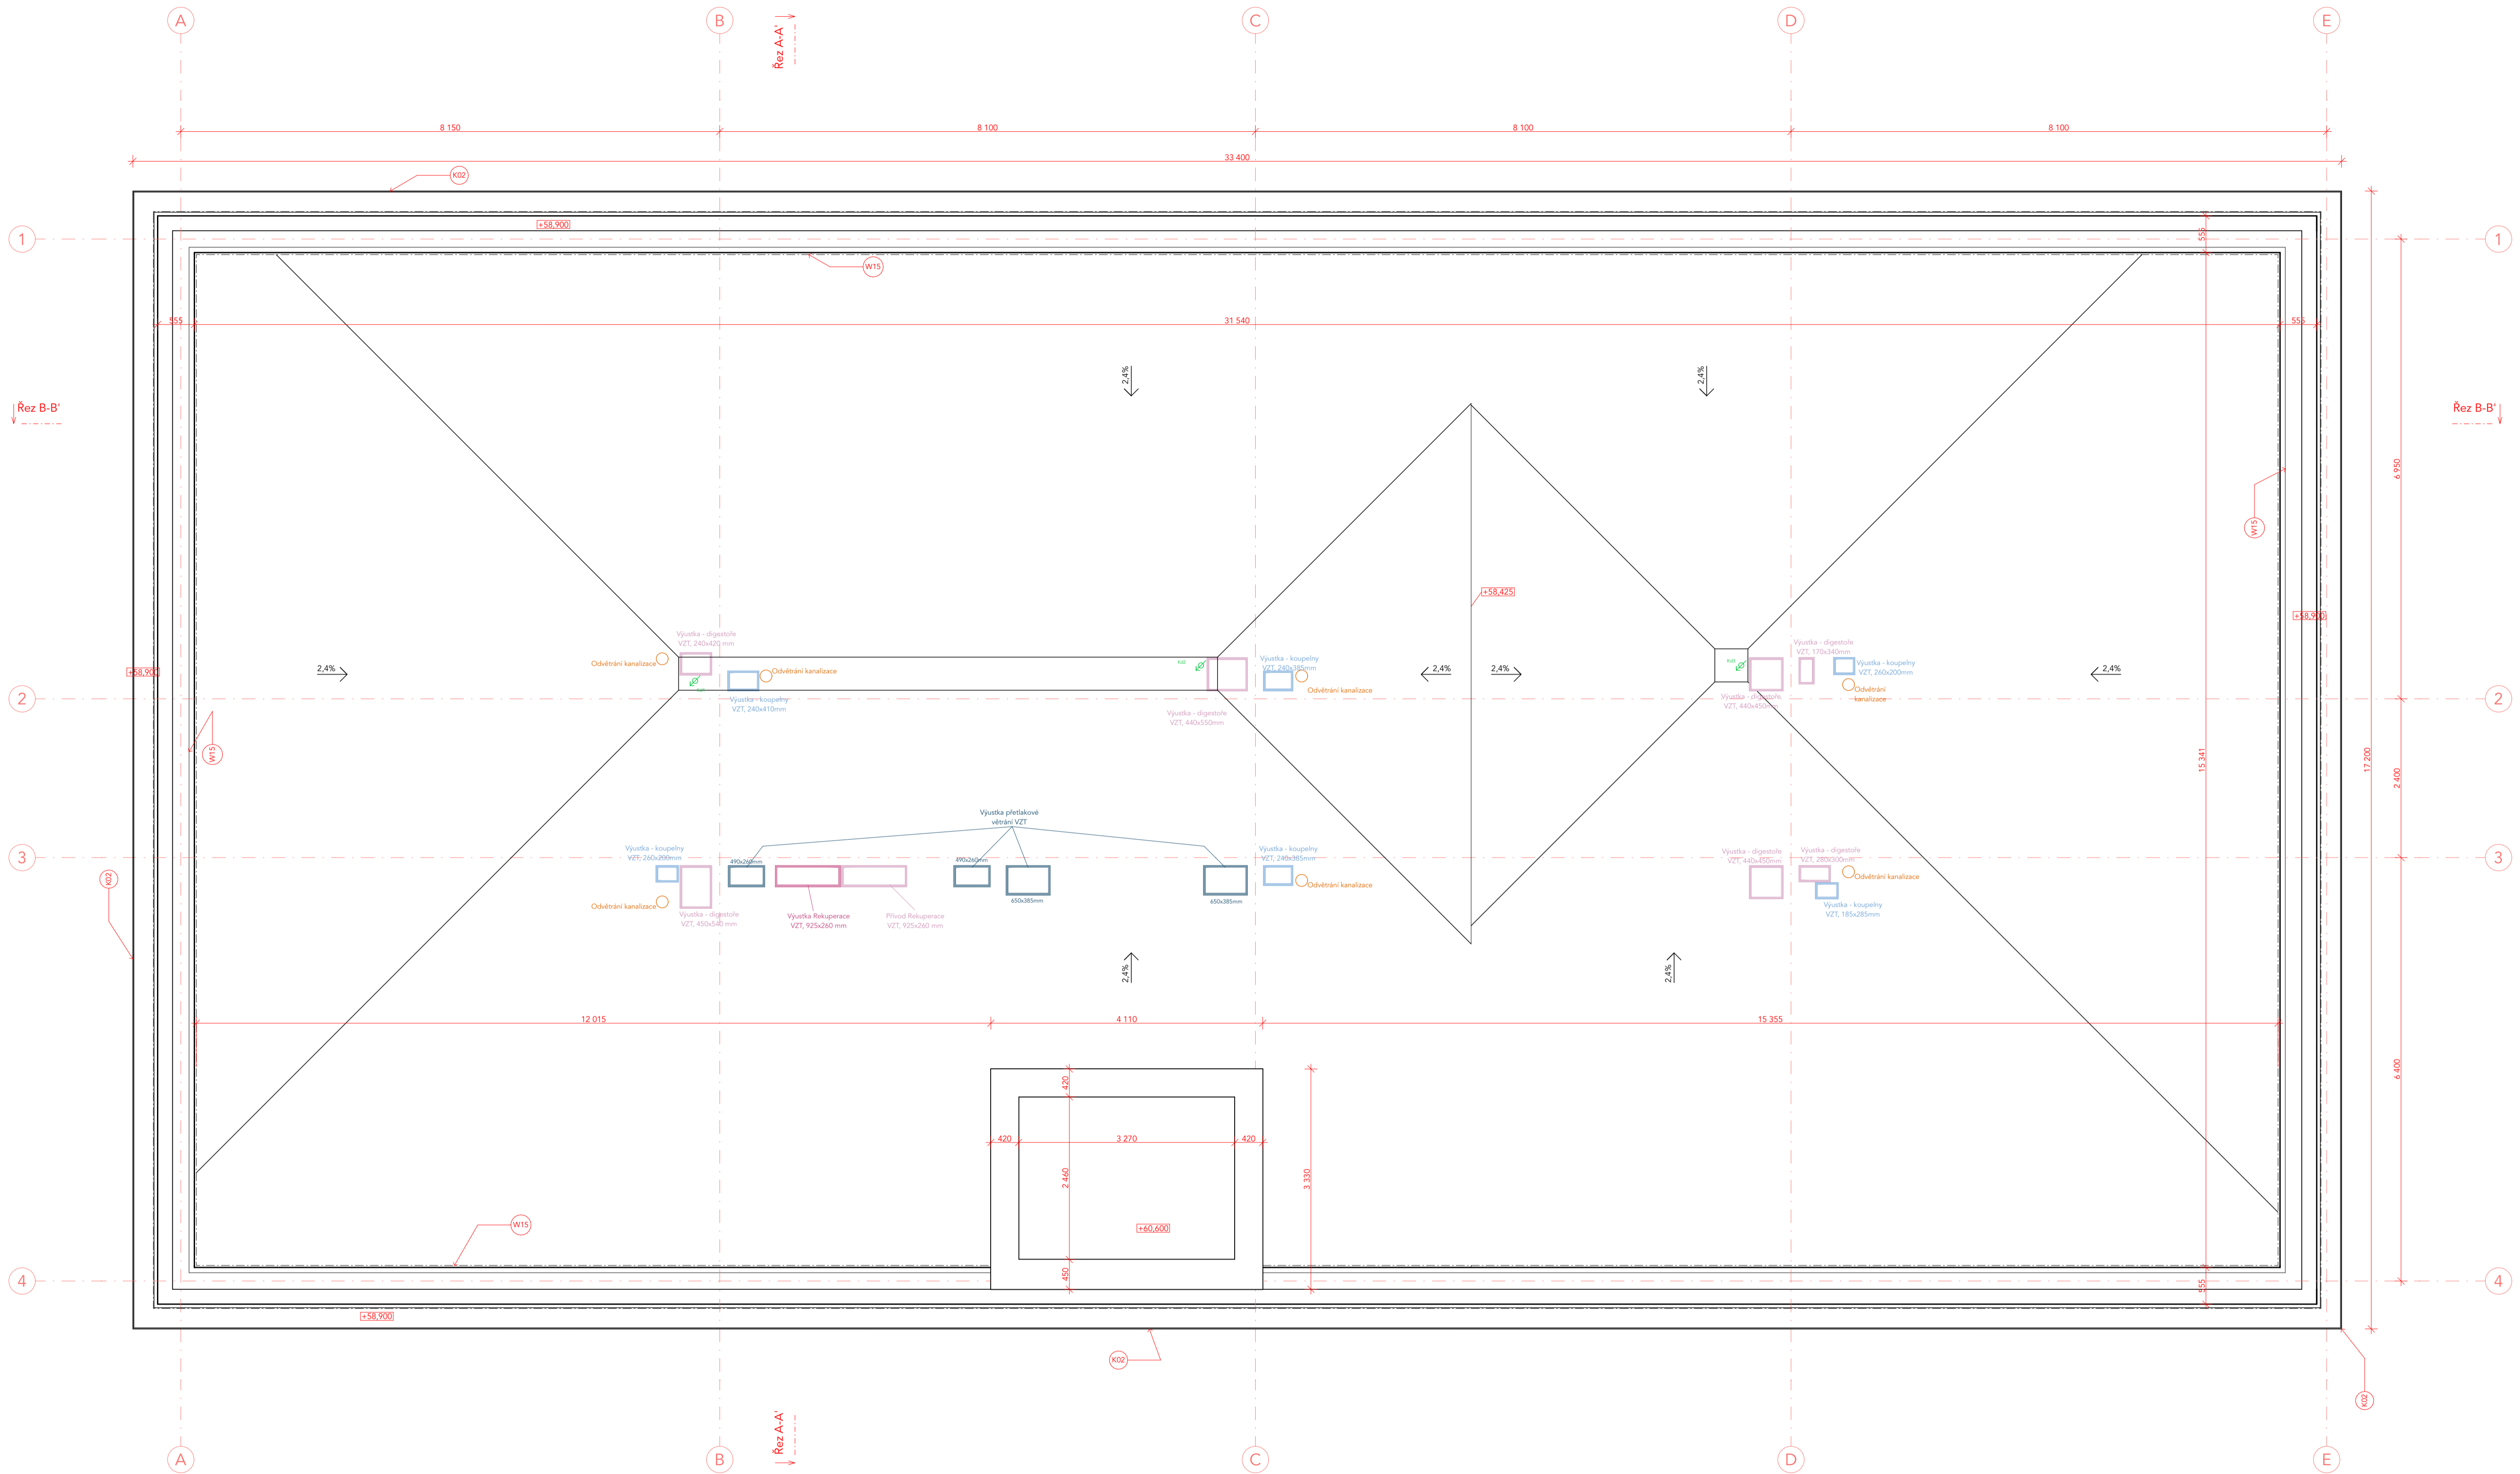 A
B
C
D
E
Řez A-A'
8 150
8 100
8 100
8 100
33 400
K02
+58,900
1
1
W15
555
555
31 540
555
2,4%
2,4%
Řez B-B'
Řez B-B'
6 950
W15
+58,425
+58,900
Výustka - digestoře
VZT, 240x420 mm
Odvětrání kanalizace
Odvětrání kanalizace
Výustka - koupelny
VZT, 240x410mm
Výustka - koupelny
VZT, 240x385mm
Odvětrání kanalizace
Výustka - digestoře
VZT, 440x550mm
Výustka - digestoře
VZT, 170x340mm
Výustka - koupelny
VZT, 260x200mm
Odvětrání
kanalizace
Výustka - digestoře
VZT, 440x450mm
+58,900
2,4%
2,4%
2,4%
2,4%
2
2
W15
15 341
17 200
2 400
Výustka přetlakové
větrání VZT
Výustka - koupelny
VZT, 260x200mm
490x260mm
490x260mm
650x385mm
650x385mm
Výustka - koupelny
VZT, 240x385mm
Odvětrání kanalizace
Výustka - digestoře
VZT, 440x450mm
Výustka - digestoře
VZT, 280x300mm
Odvětrání kanalizace
Výustka - koupelny
VZT, 185x285mm
3
3
K02
Odvětrání kanalizace
Výustka - digestoře
VZT, 450x540 mm
Výustka Rekuperace
VZT, 925x260 mm
Přívod Rekuperace
VZT, 925x260 mm
2,4%
2,4%
12 015
4 110
15 355
6 400
420
420
3 270
420
2 460
3 330
+60,600
W15
450
555
4
4
+58,900
K02
K02
Řez A-A'
A
B
C
D
E